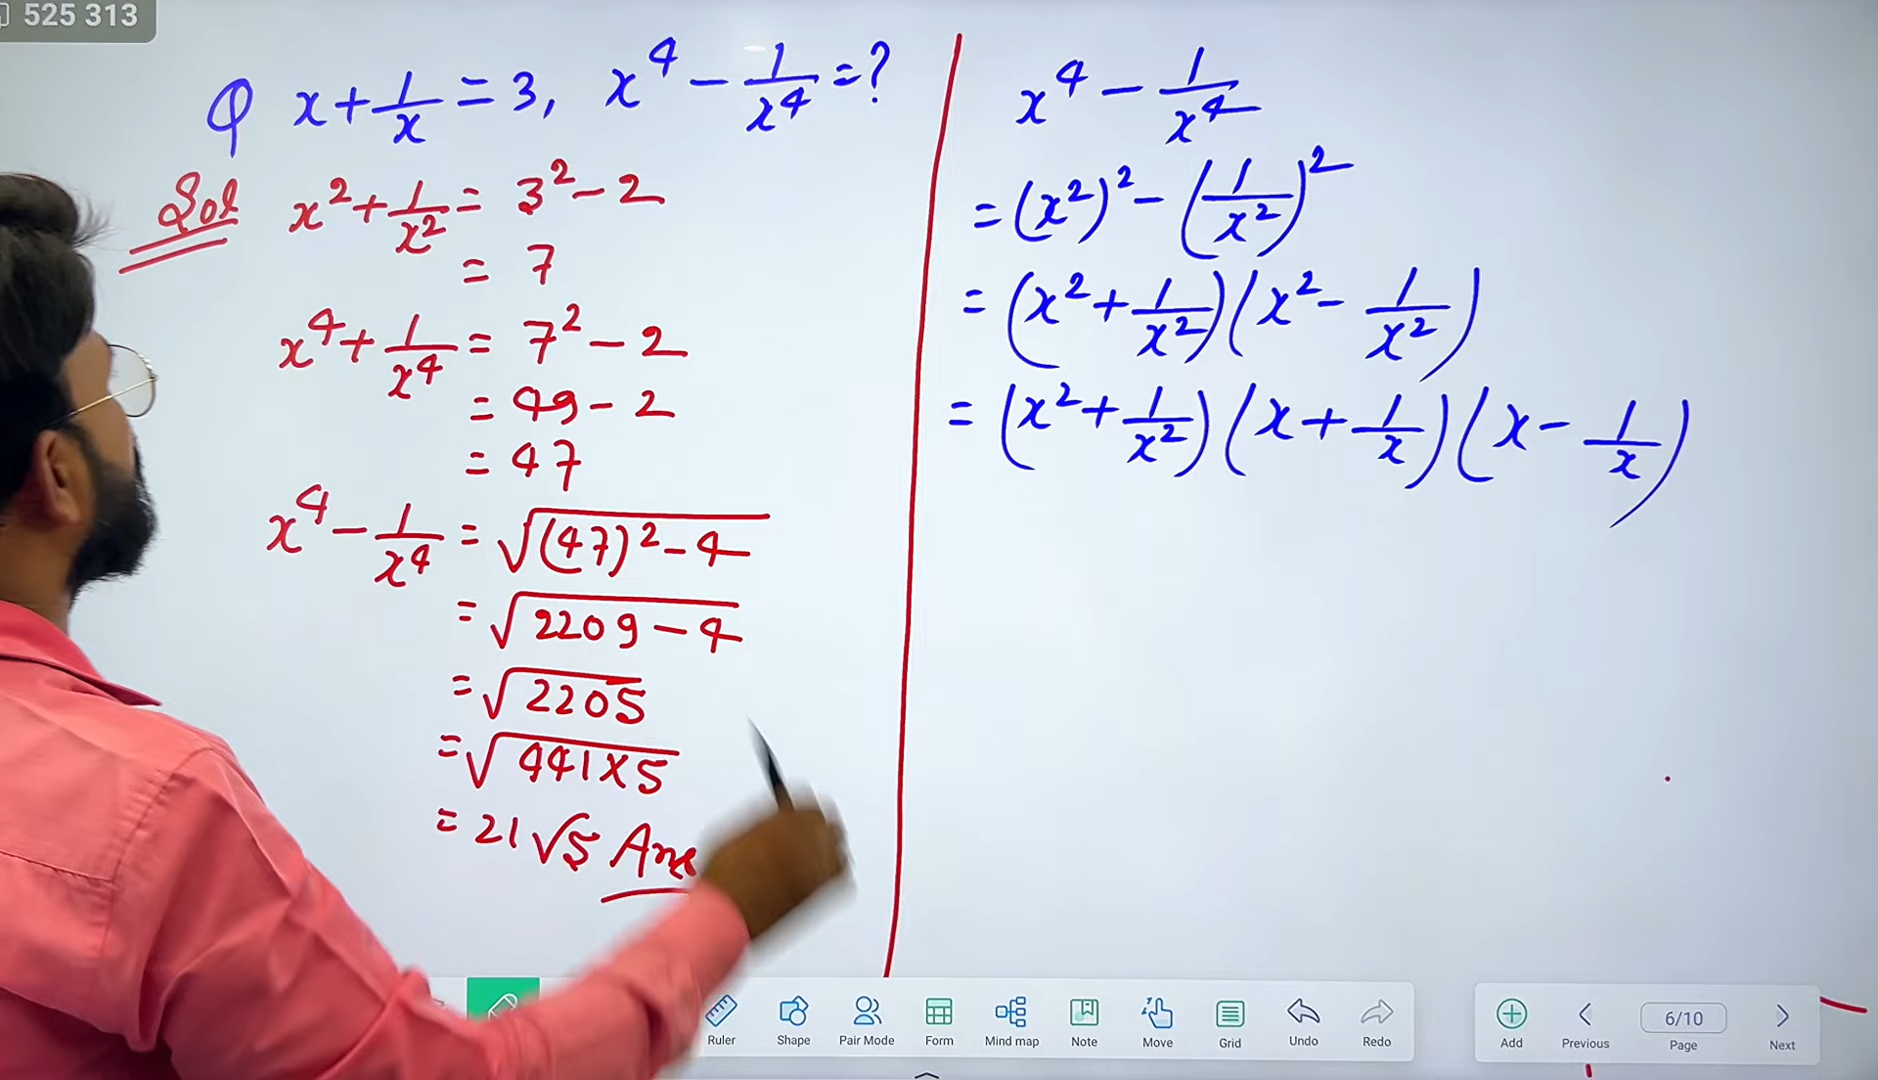 525 313
Q x + 1/x = 3, x⁴ - 1/x⁴ = ?
Sol x² + 1/x² = 3² - 2
= 7
x⁴ + 1/x⁴ = 7² - 2
= 49 - 2
= 47
x⁴ - 1/x⁴ = √((47)² - 4)
= √(2209 - 4)
= √2205
= √(441 × 5)
= 21√5 Ans
x⁴ - 1/x⁴
= (x²)² - (1/x²)²
= (x² + 1/x²)(x² - 1/x²)
= (x² + 1/x²)(x + 1/x)(x - 1/x)
Ruler Shape Pair Mode Form Mind map Note Move Grid Undo Redo
Add Previous 6/10 Page Next